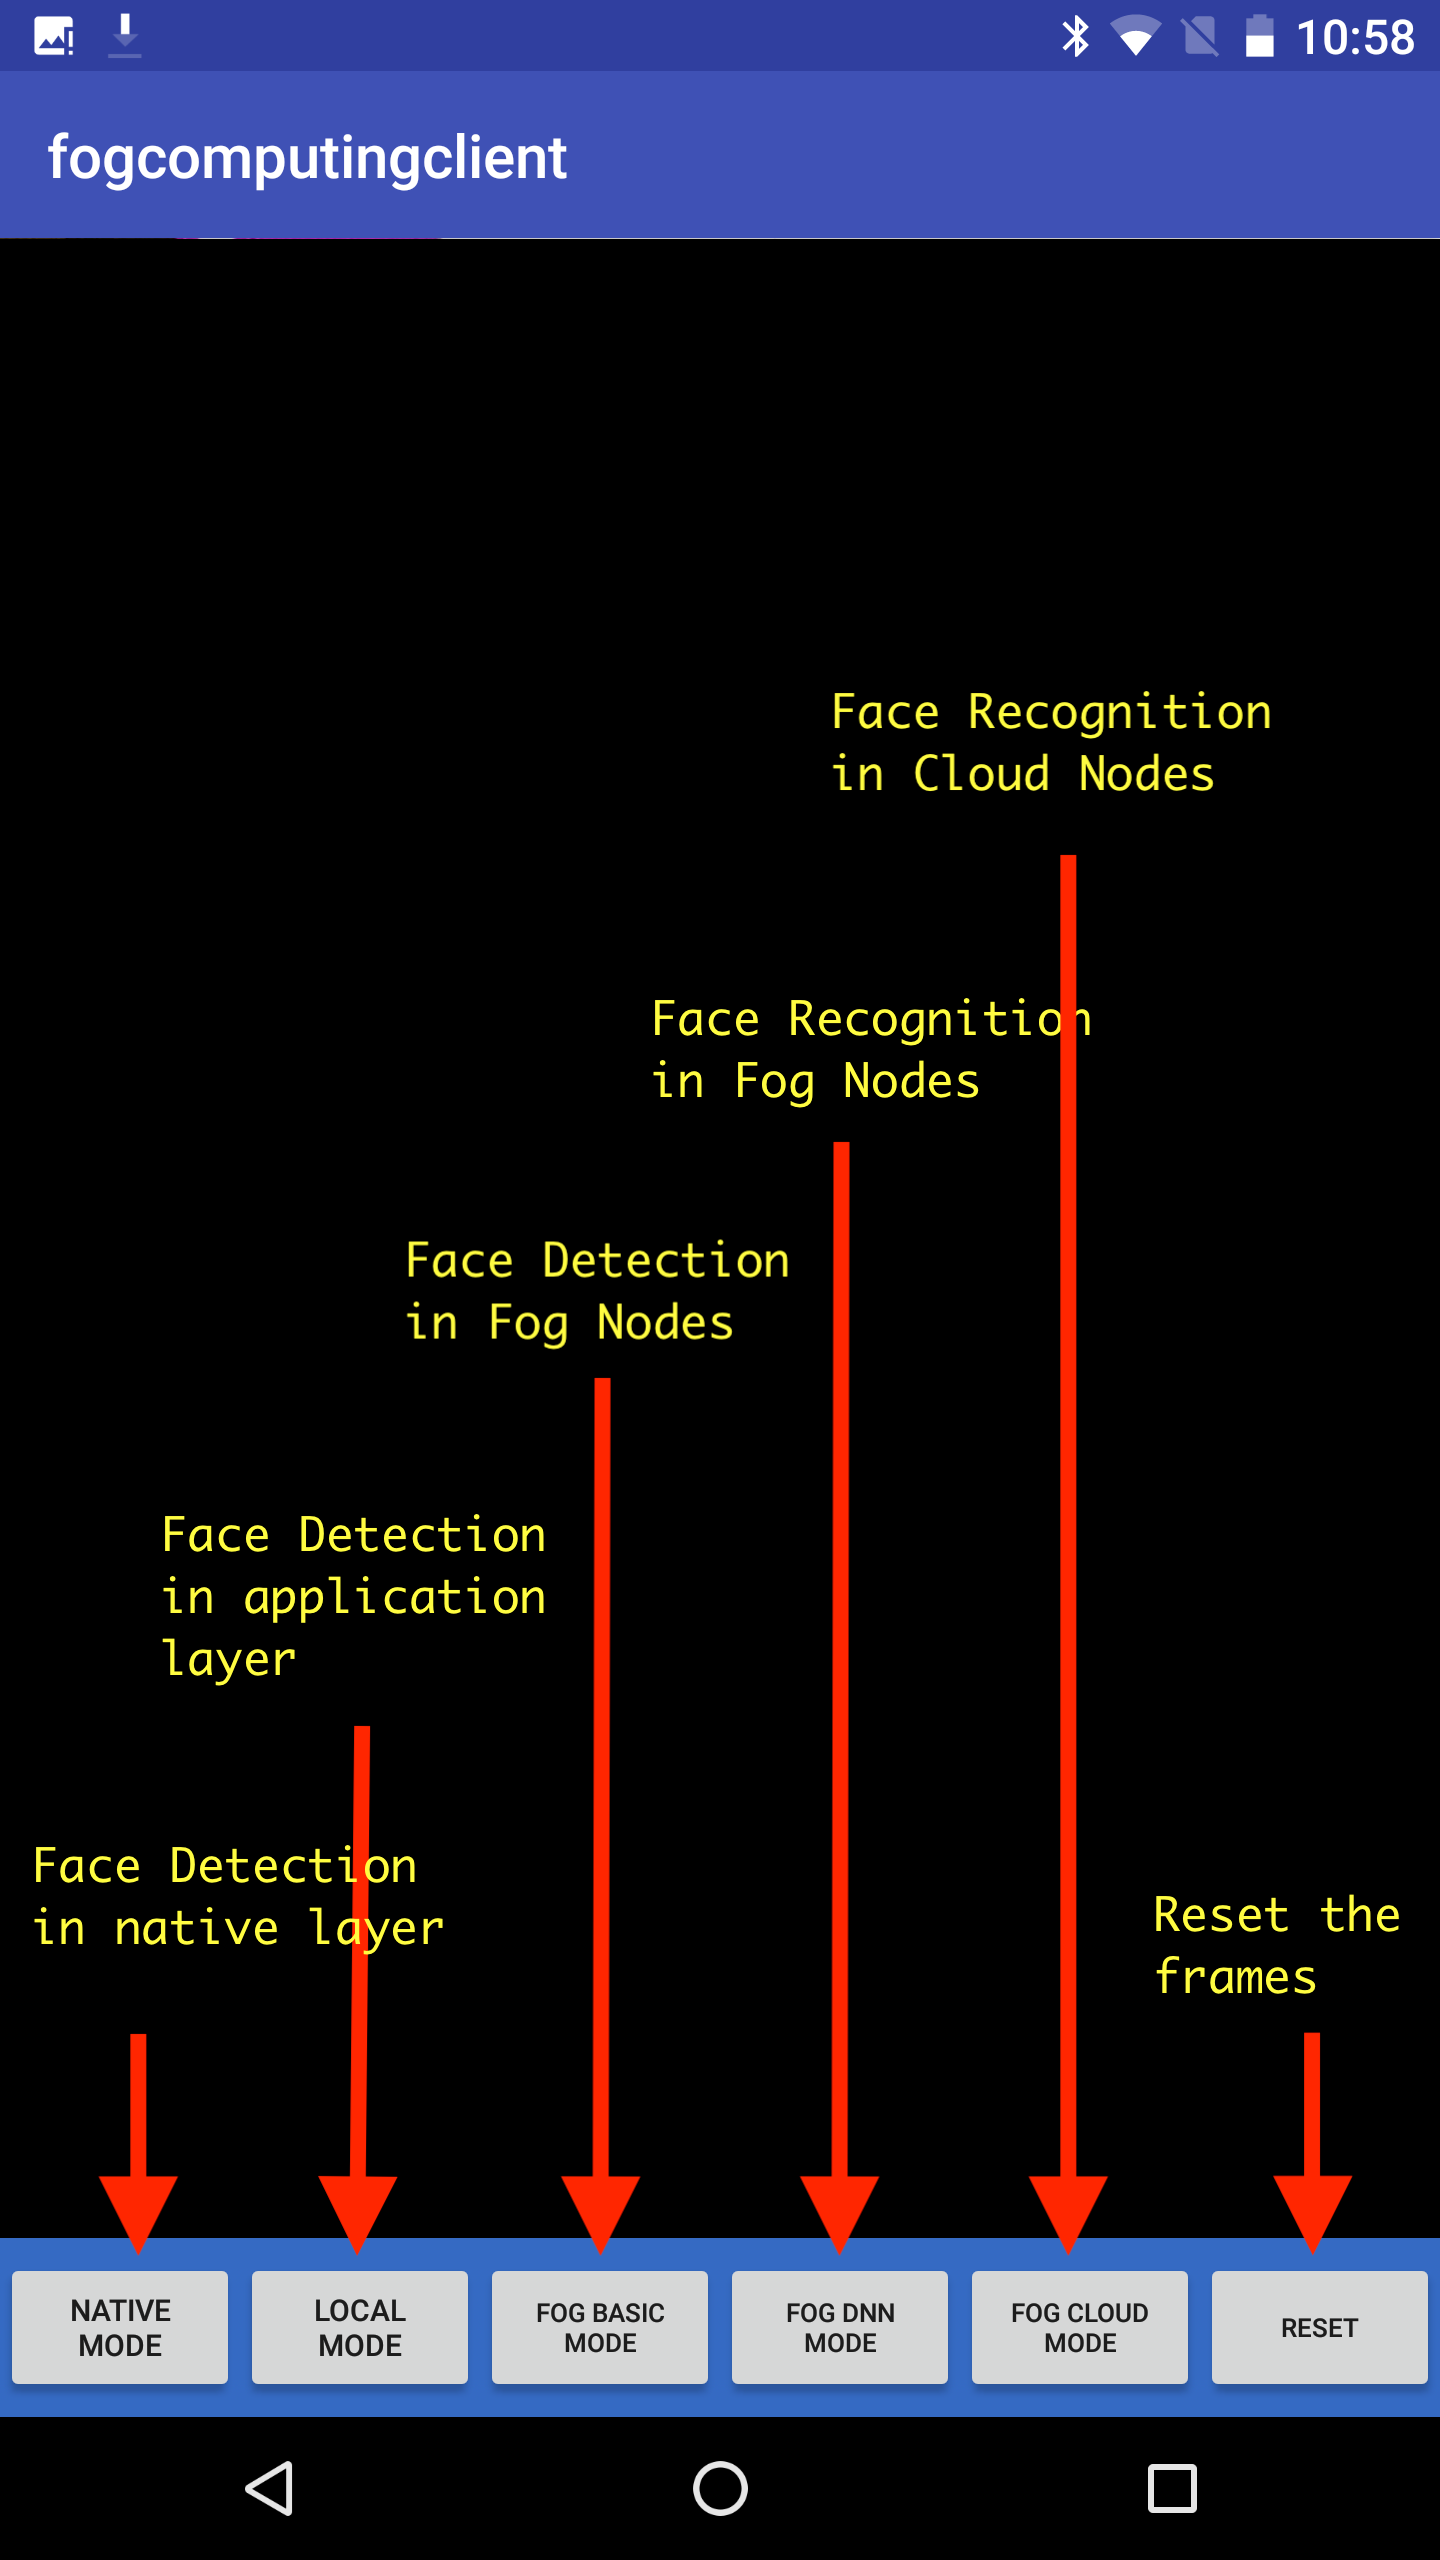 10:58
fogcomputingclient
Face Recognition
in Cloud Nodes
Face Recognition
in Fog Nodes
Face Detection
in Fog Nodes
Face Detection
in application
layer
Face Detection
in native layer
Reset the
frames
NATIVE
MODE
LOCAL
MODE
FOG BASIC
MODE
FOG DNN
MODE
FOG CLOUD
MODE
RESET